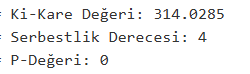 * Ki-Kare Değeri: 314.0285
* Serbestlik Derecesi: 4
* P-Değeri: 0